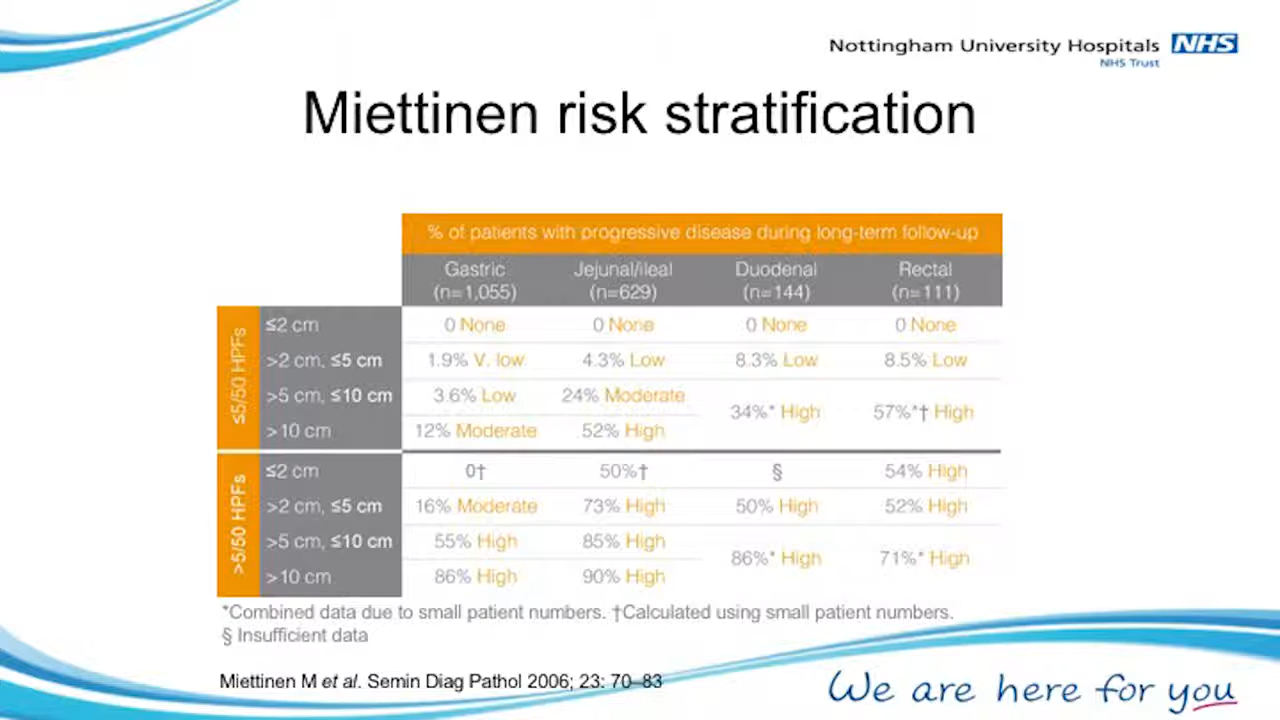 Nottingham University Hospitals NHS
NHS Trust
Miettinen risk stratification
% of patients with progressive disease during long-term follow-up
Gastric (n=1,055) Jejunal/ileal (n=629) Duodenal (n=144) Rectal (n=111)
≤5/50 HPFs
≤2 cm 0 None 0 None 0 None 0 None
>2 cm, ≤5 cm 1.9% V. low 4.3% Low 8.3% Low 8.5% Low
>5 cm, ≤10 cm 3.6% Low 24% Moderate 34%* High 57%*† High
>10 cm 12% Moderate 52% High
>5/50 HPFs
≤2 cm 0† 50%† § 54% High
>2 cm, ≤5 cm 16% Moderate 73% High 50% High 52% High
>5 cm, ≤10 cm 55% High 85% High 86%* High 71%* High
>10 cm 86% High 90% High
*Combined data due to small patient numbers. †Calculated using small patient numbers.
§ Insufficient data
Miettinen M et al. Semin Diag Pathol 2006; 23: 70–83
We are here for you